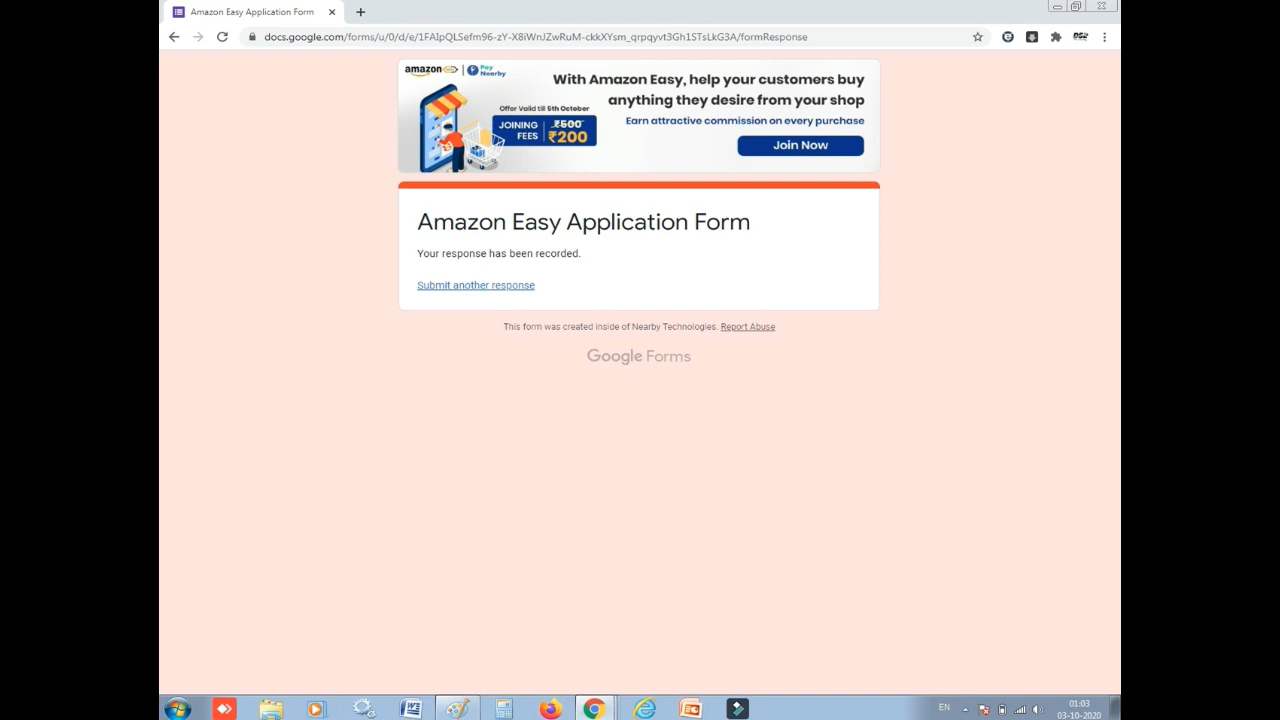 Amazon Easy Application Form
docs.google.com/forms/u/0/d/e/1FAIpQLSefm96-zY-X8iWnJZwRuM-ckkXYsm_qrpqyvt3Gh1STsLkG3A/formResponse
amazon
Pay
Nearby
With Amazon Easy, help your customers buy
anything they desire from your shop
Offer Valid till 5th October
JOINING
FEES
₹500
₹200
Earn attractive commission on every purchase
Join Now
Amazon Easy Application Form
Your response has been recorded.
Submit another response
This form was created inside of Nearby Technologies. Report Abuse
Google Forms
EN
01:03
03-10-2020